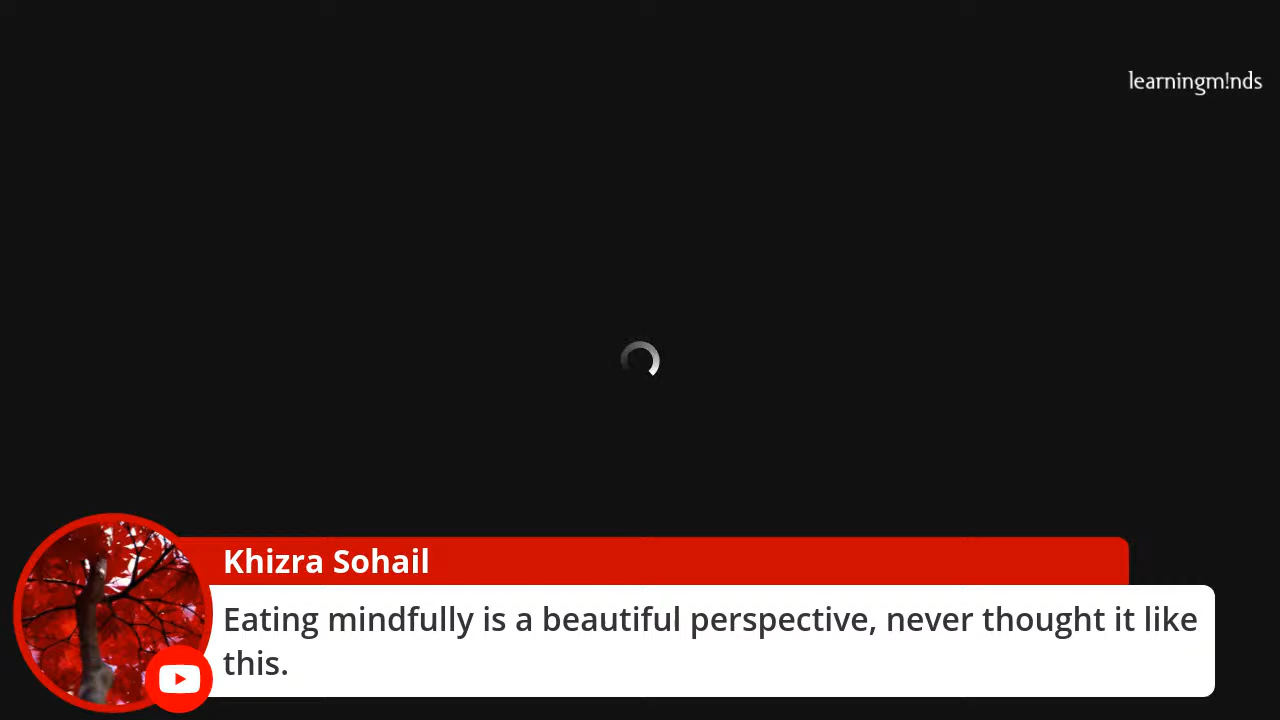 learningm!nds
Khizra Sohail
Eating mindfully is a beautiful perspective, never thought it like
this.